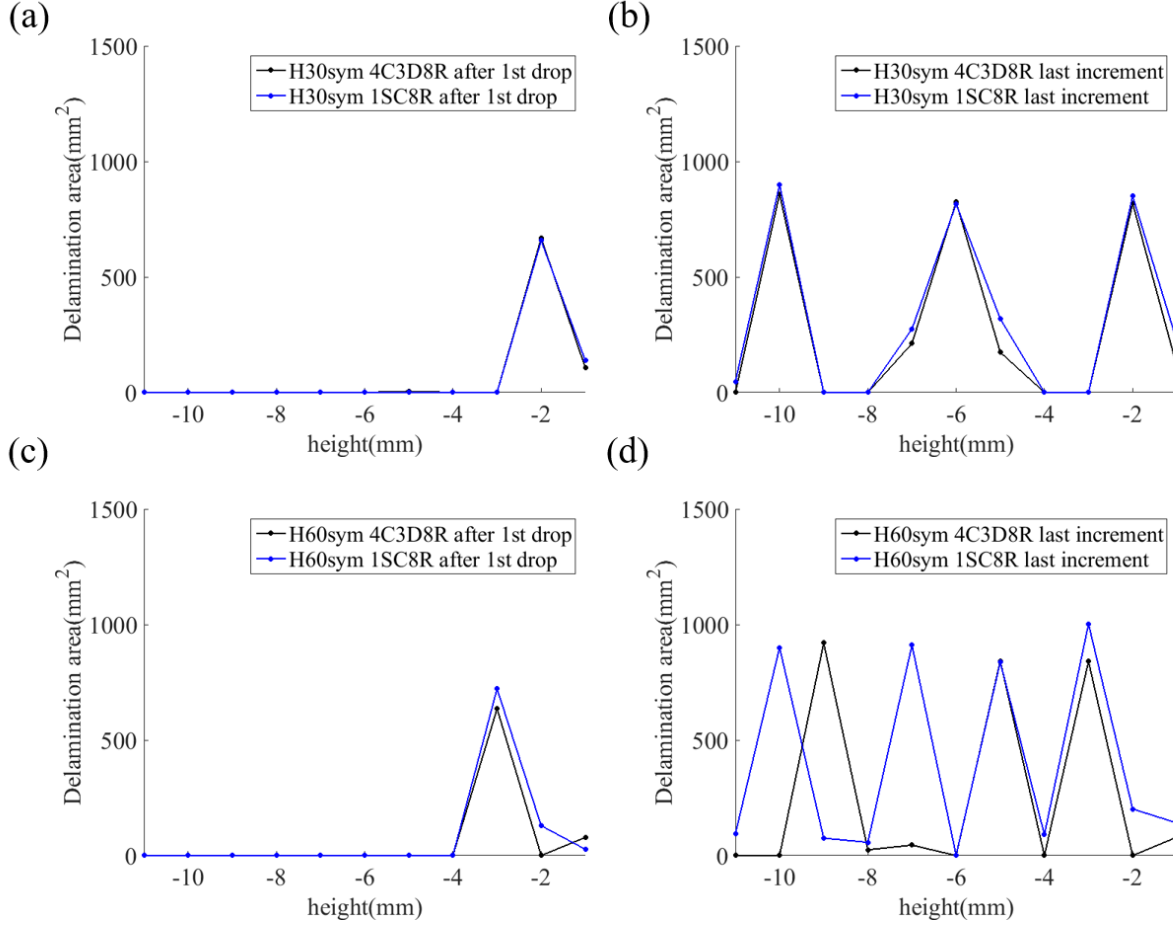 (a)
1500
1000
500
0
Delamination area(mm²)
H30sym 4C3D8R after 1st drop
H30sym 1SC8R after 1st drop
-10 -8 -6 -4 -2
height(mm)
(b)
1500
1000
500
0
Delamination area(mm²)
H30sym 4C3D8R last increment
H30sym 1SC8R last increment
-10 -8 -6 -4 -2
height(mm)
(c)
1500
1000
500
0
Delamination area(mm²)
H60sym 4C3D8R after 1st drop
H60sym 1SC8R after 1st drop
-10 -8 -6 -4 -2
height(mm)
(d)
1500
1000
500
0
Delamination area(mm²)
H60sym 4C3D8R last increment
H60sym 1SC8R last increment
-10 -8 -6 -4 -2
height(mm)